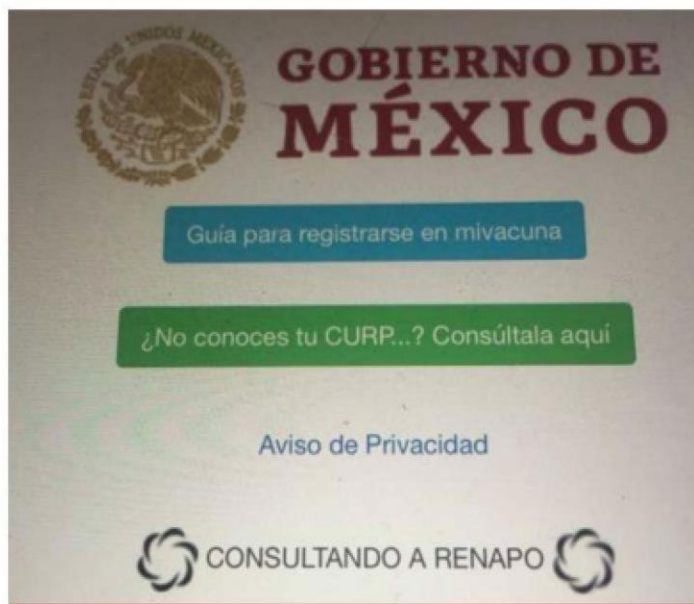 ESTADOS UNIDOS MEXICANOS
GOBIERNO DE
MÉXICO
Guía para registrarse en mivacuna
¿No conoces tu CURP...? Consúltala aquí
Aviso de Privacidad
CONSULTANDO A RENAPO